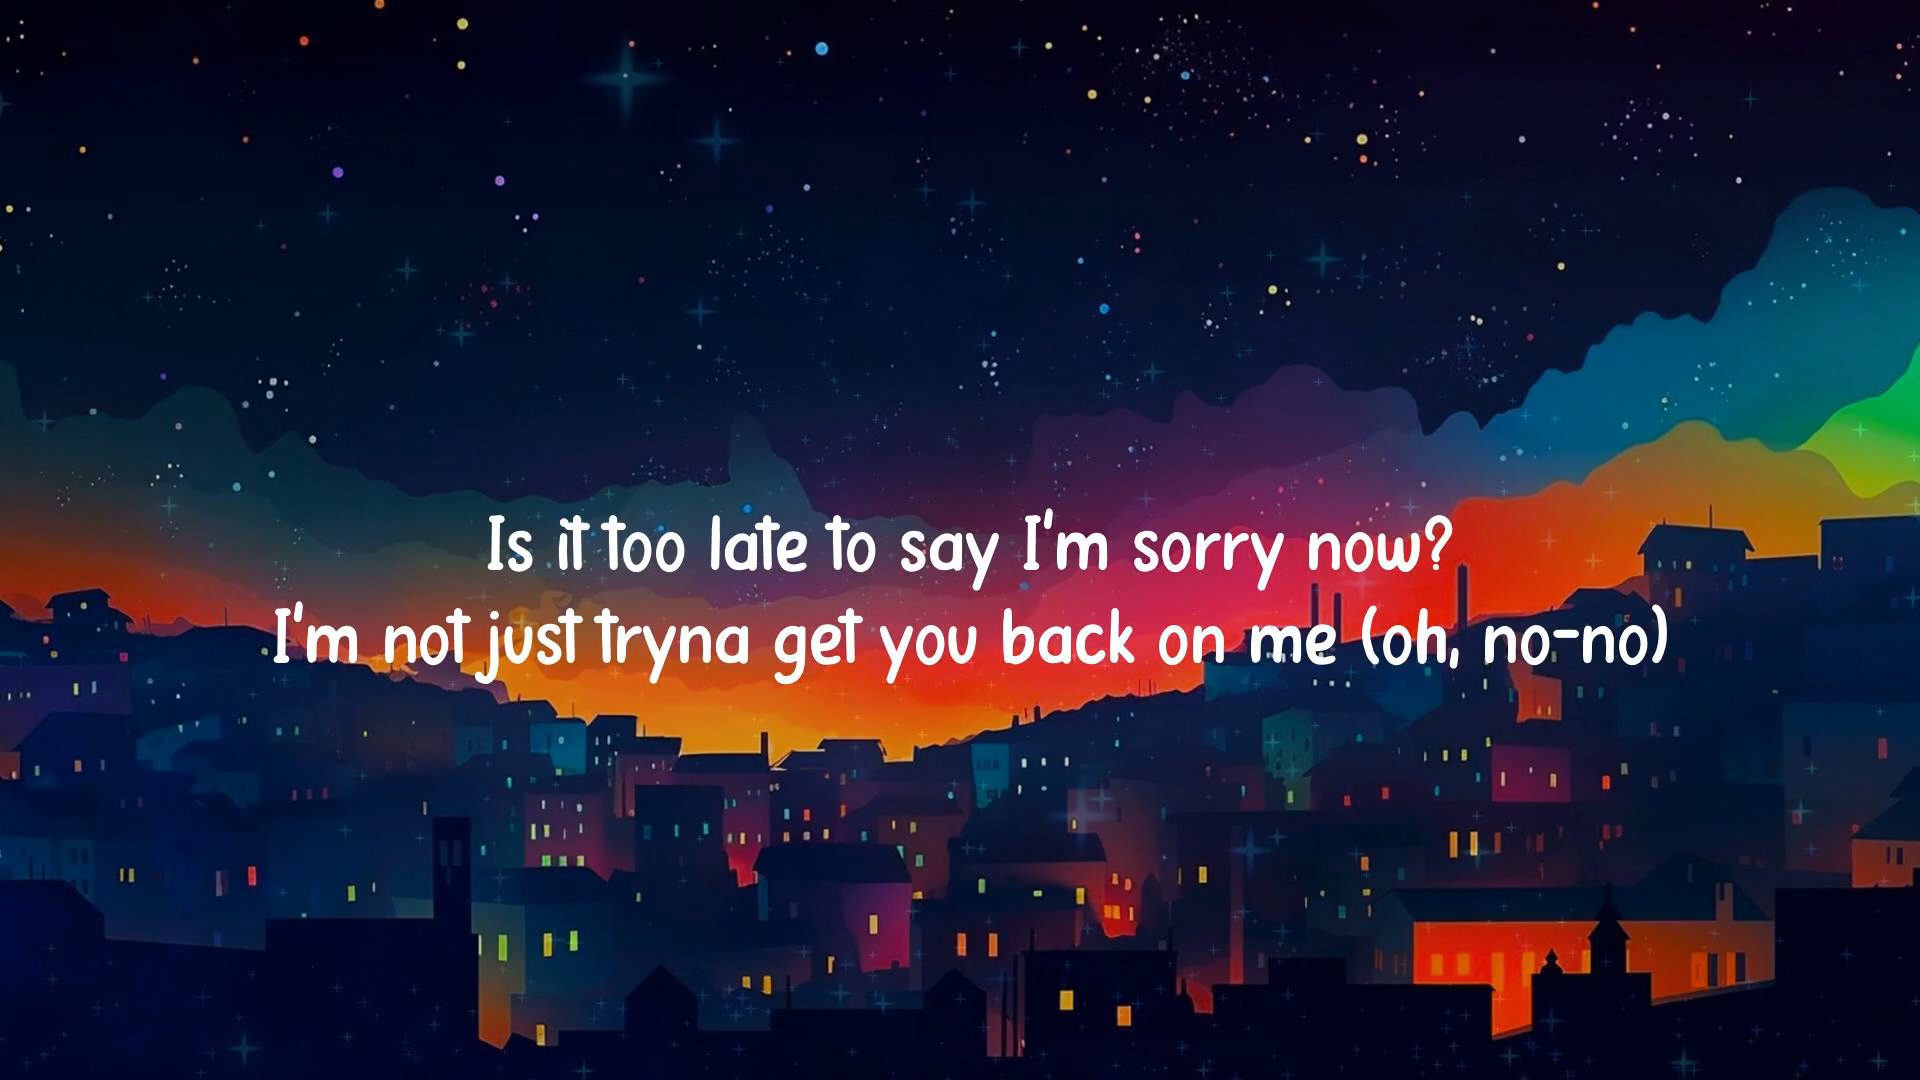 Is it too late to say I'm sorry now?
I'm not just tryna get you back on me (oh, no-no)